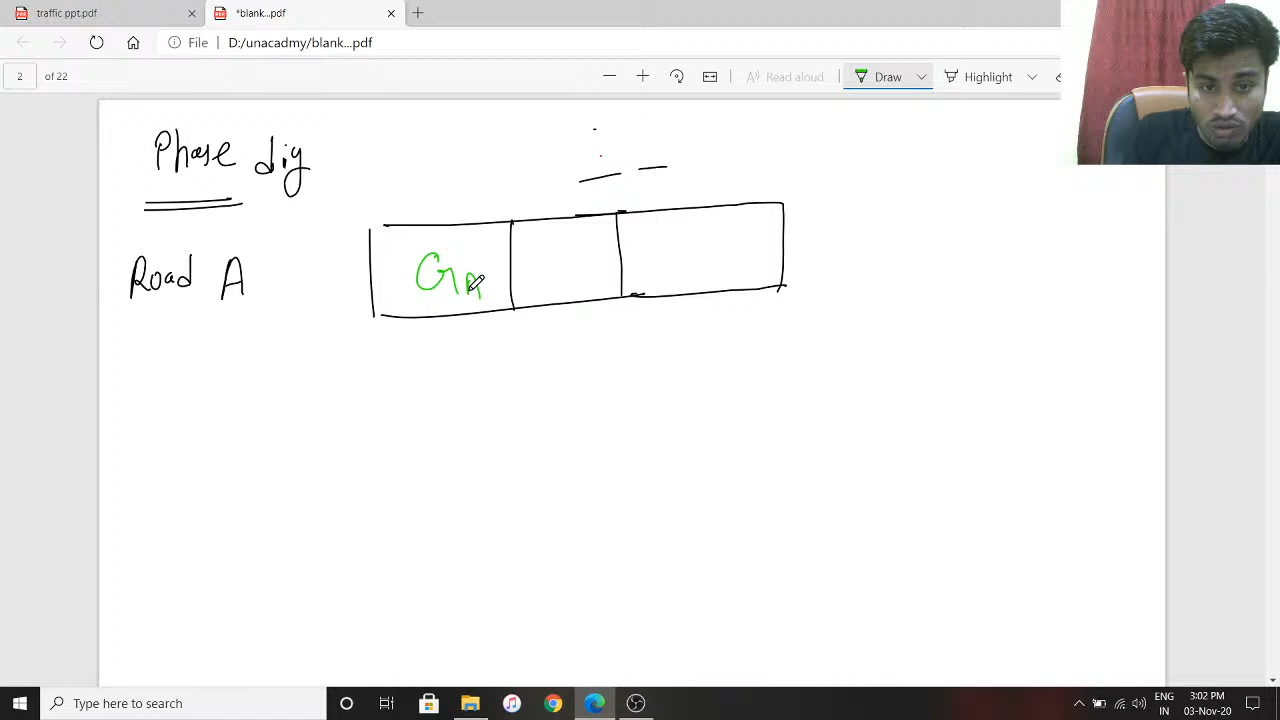 traffic ppt.pdf
*blank...pdf
File D:/unacadmy/blank...pdf
2 of 22
Read aloud
Draw
Highlight
Phase dig
Road A
GA
Type here to search
ENG
IN
3:02 PM
03-Nov-20